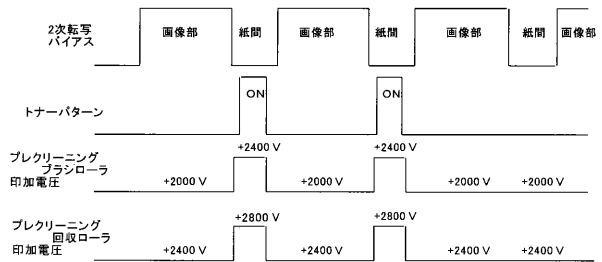 2次転写
バイアス
画像部 紙間 画像部 紙間 画像部 紙間 画像部
トナーパターン
ON ON
プレクリーニング
ブラシローラ
印加電圧
+2400 V +2400 V
+2000 V +2000 V +2000 V +2000 V
プレクリーニング
回収ローラ
印加電圧
+2800 V +2800 V
+2400 V +2400 V +2400 V +2400 V